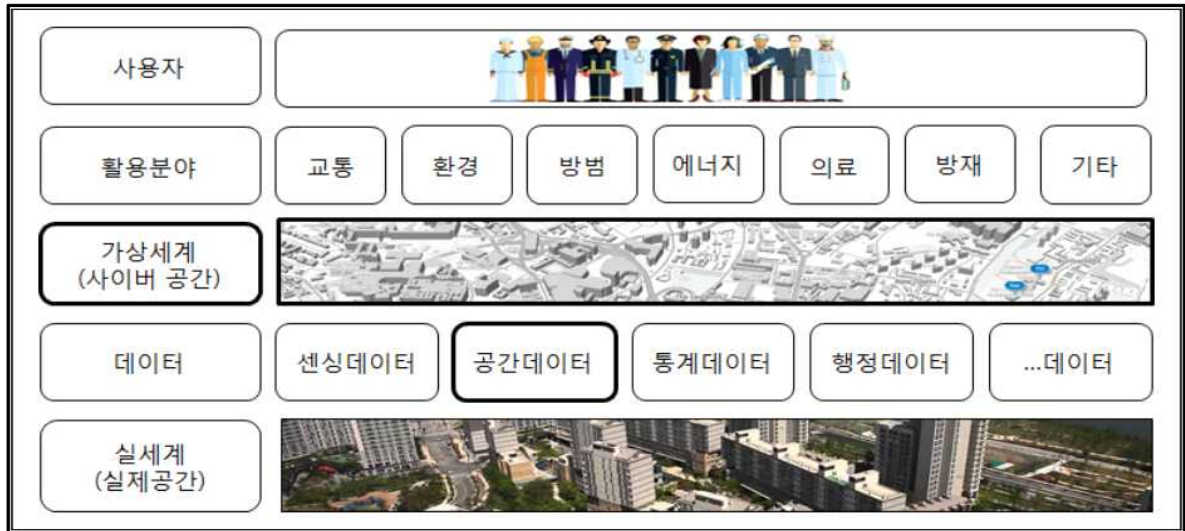 사용자
활용분야
교통
환경
방범
에너지
의료
방재
기타
가상세계
(사이버 공간)
데이터
센싱데이터
공간데이터
통계데이터
행정데이터
...데이터
실세계
(실제공간)